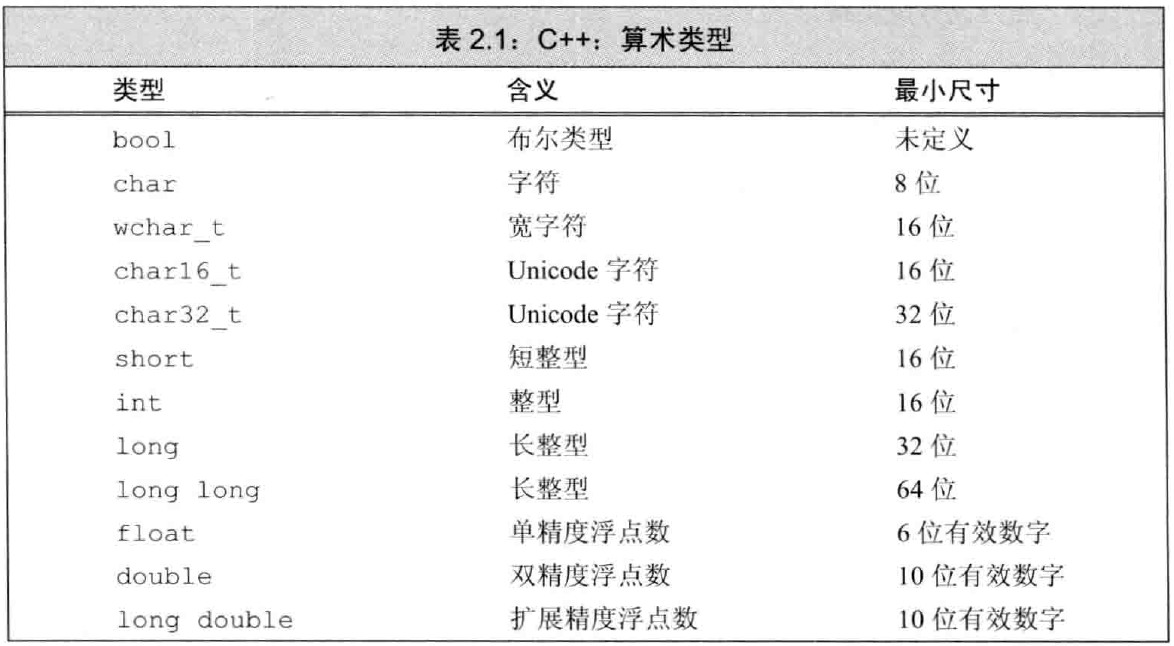 表 2.1：C++：算术类型
类型 含义 最小尺寸
bool 布尔类型 未定义
char 字符 8 位
wchar_t 宽字符 16 位
char16_t Unicode 字符 16 位
char32_t Unicode 字符 32 位
short 短整型 16 位
int 整型 16 位
long 长整型 32 位
long long 长整型 64 位
float 单精度浮点数 6 位有效数字
double 双精度浮点数 10 位有效数字
long double 扩展精度浮点数 10 位有效数字